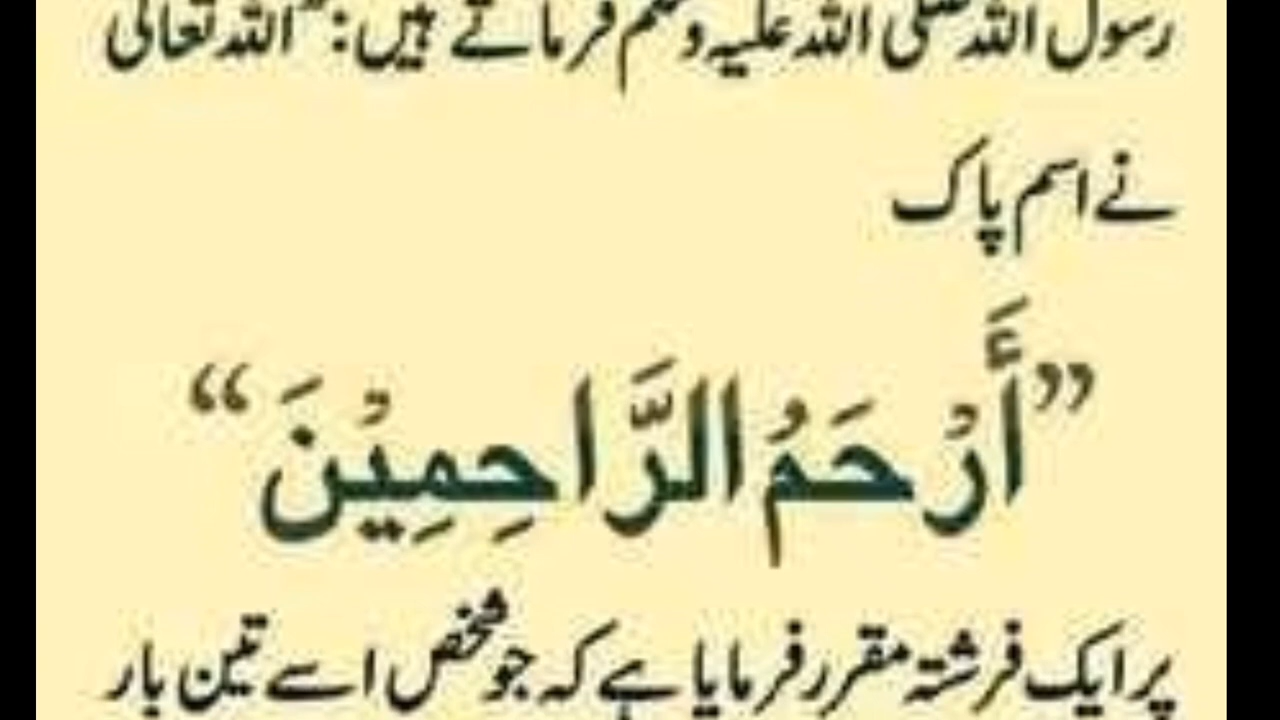 رسول اللہ صلی اللہ علیہ وسلم فرماتے ہیں: ”اللہ تعالیٰ
نے اسم پاک
”أَرْحَمُ الرَّاحِمِيْنَ“
پر ایک فرشتہ مقرر فرمایا ہے کہ جو شخص اسے تین بار